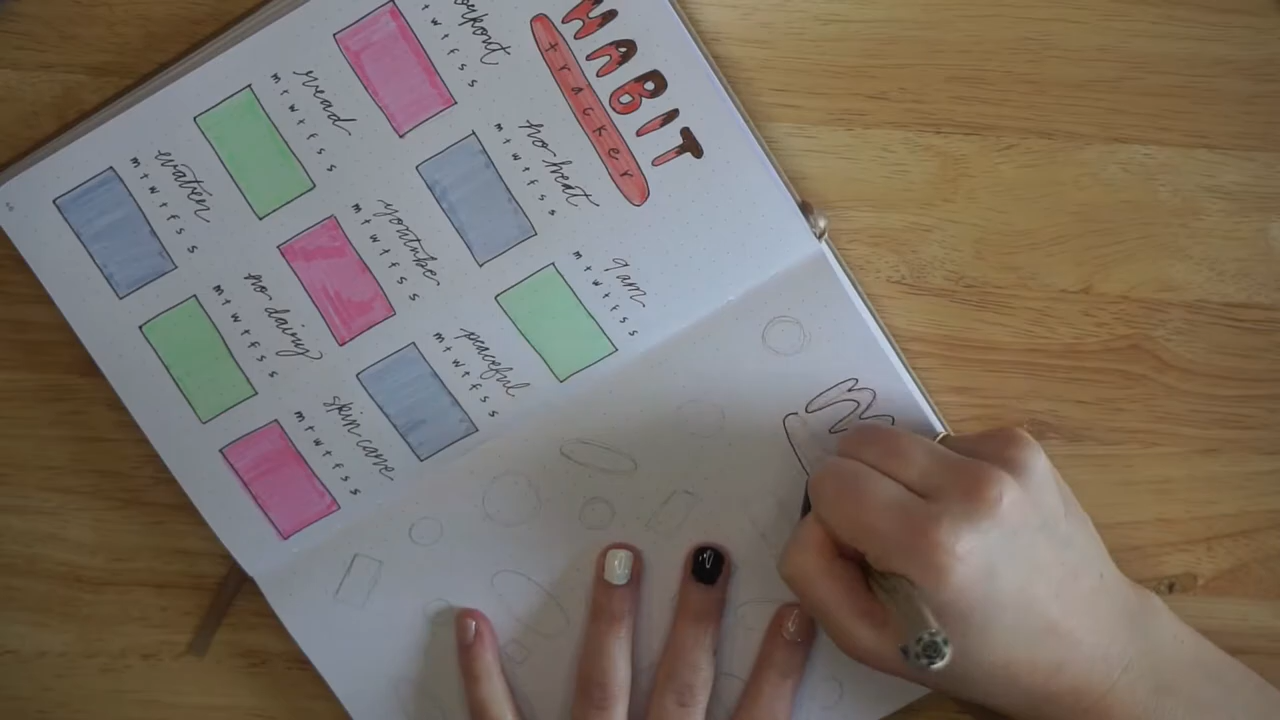 HABIT
tracker
workout
m t w t f s s
no heat
m t w t f s s
9am
m t w t f s s
read
m t w t f s s
youtube
m t w t f s s
peaceful
m t w t f s s
water
m t w t f s s
no dairy
m t w t f s s
skin care
m t w t f s s